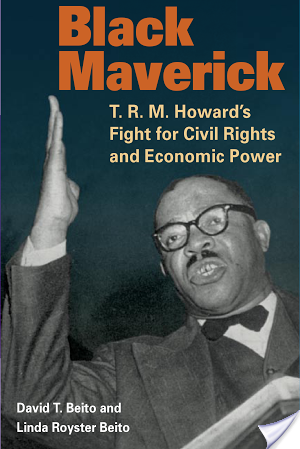 Black
Maverick
T. R. M. Howard's
Fight for Civil Rights
and Economic Power
David T. Beito and
Linda Royster Beito